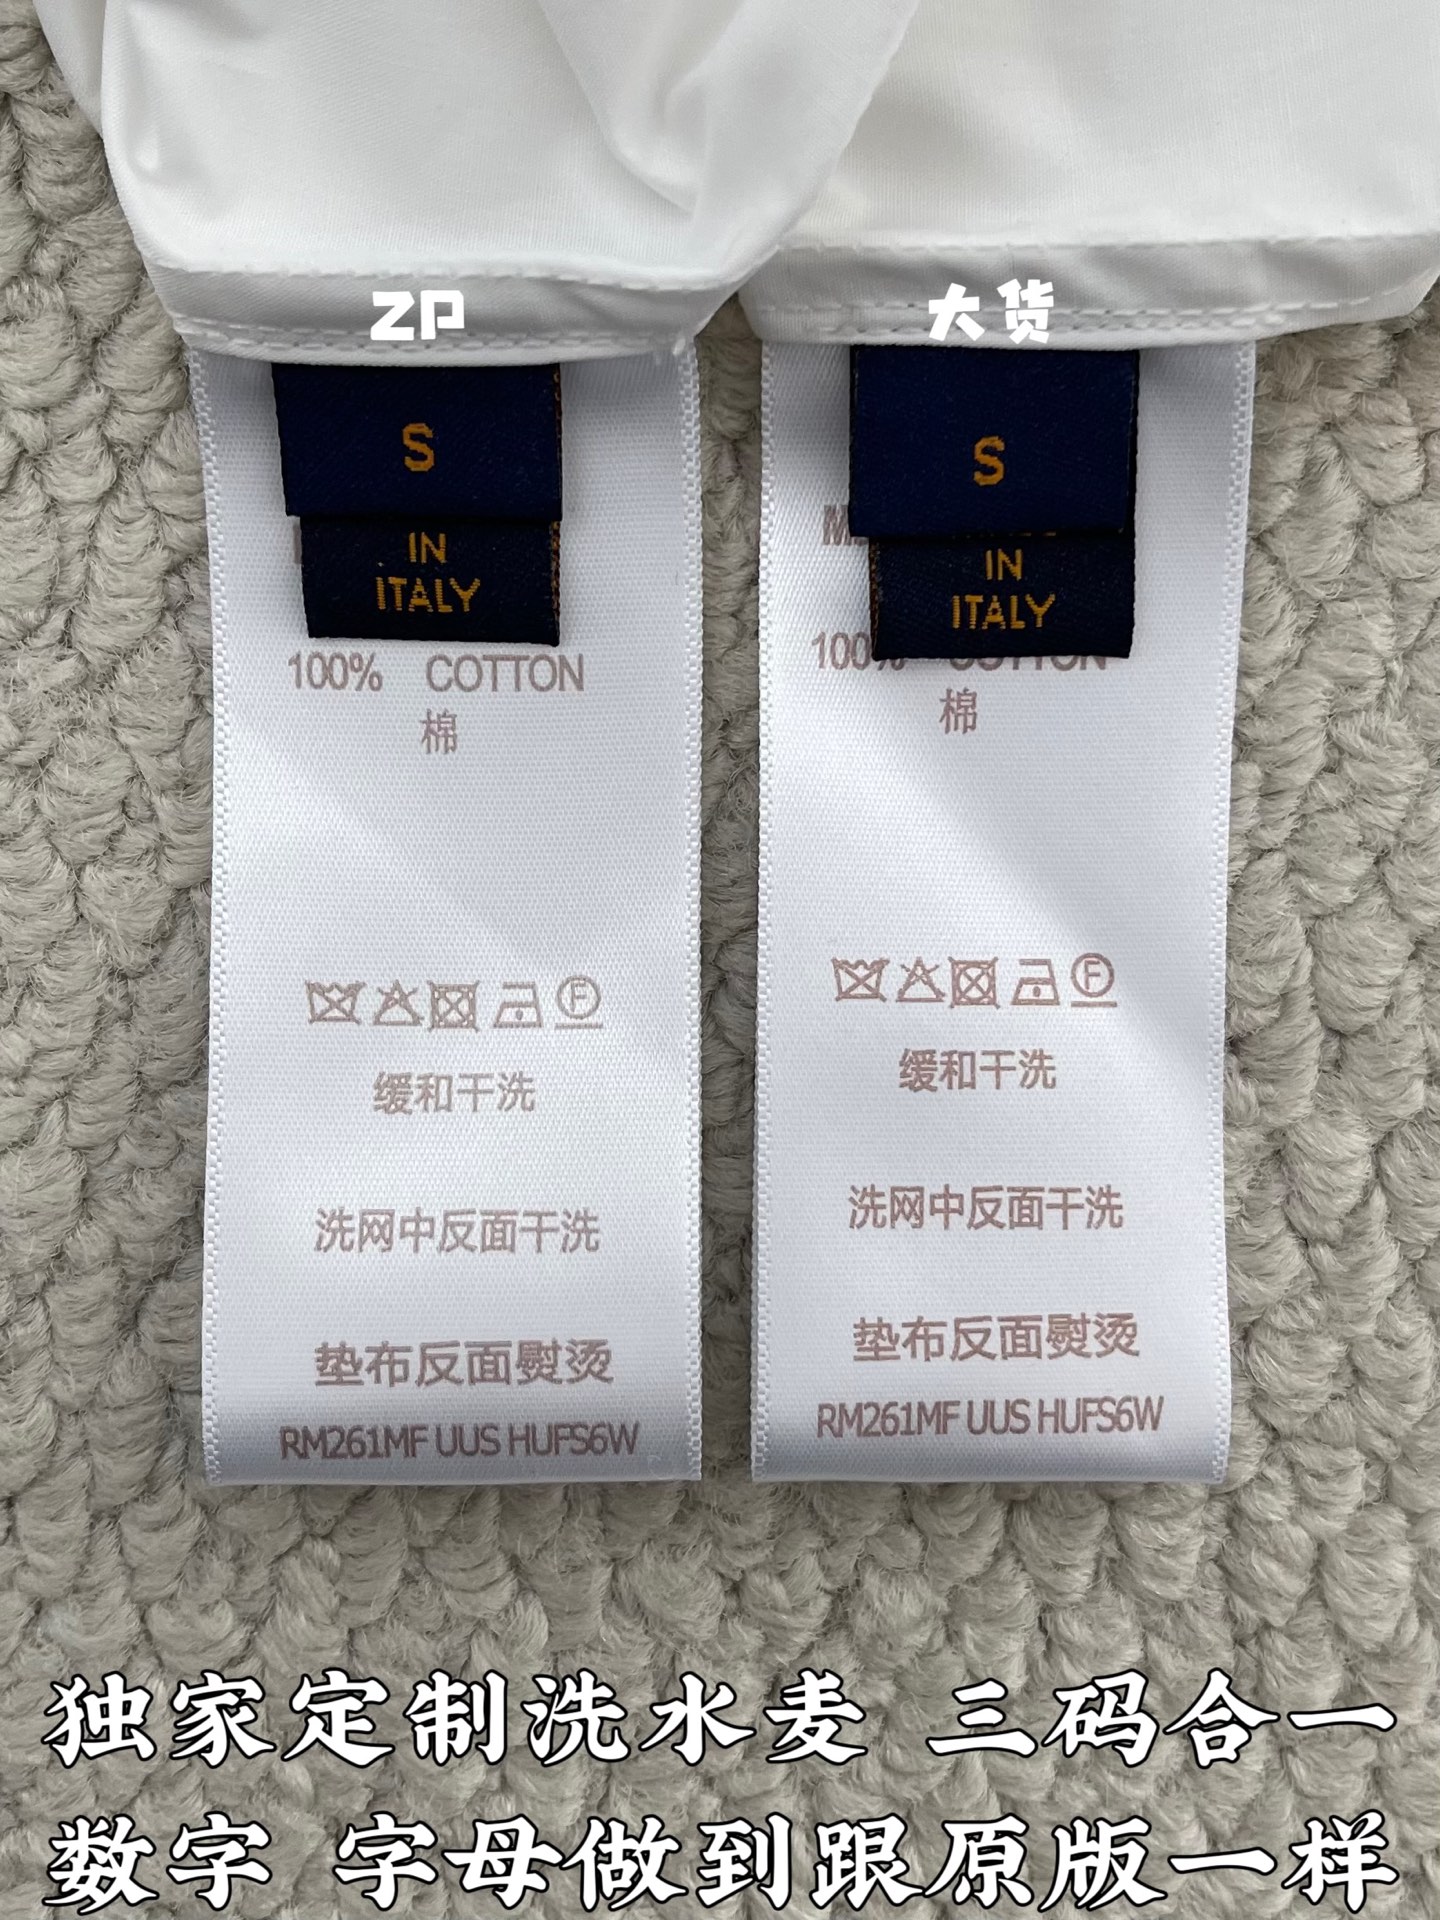 ZP
S
IN
ITALY
100% COTTON
棉
F
缓和干洗
洗网中反面干洗
垫布反面熨烫
RM261MF UUS HUFS6W
大货
S
IN
ITALY
100% COTTON
棉
F
缓和干洗
洗网中反面干洗
垫布反面熨烫
RM261MF UUS HUFS6W
独家定制洗水麦 三码合一
数字 字母做到跟原版一样